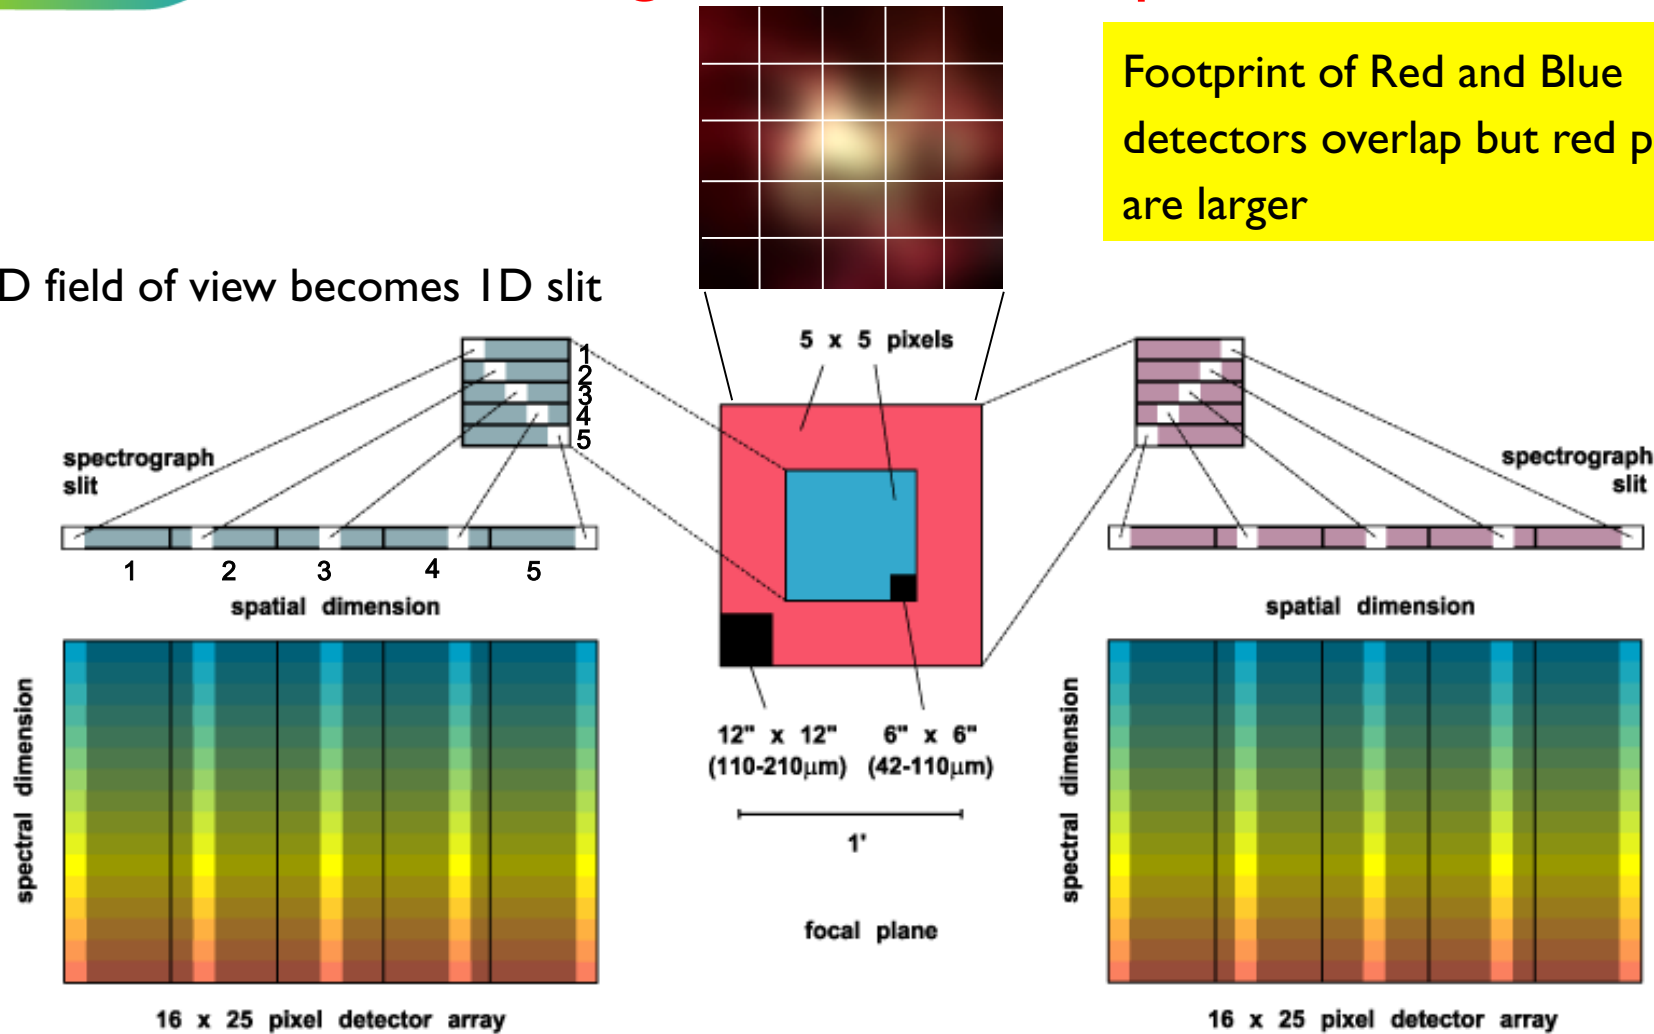 Footprint of Red and Blue
detectors overlap but red p
are larger
D field of view becomes 1D slit
5 x 5 pixels
1
2
3
4
5
spectrograph
slit
spectrograph
slit
1 2 3 4 5
spatial dimension
spatial dimension
spectral dimension
spectral dimension
12" x 12"
(110-210μm)
6" x 6"
(42-110μm)
1'
focal plane
16 x 25 pixel detector array
16 x 25 pixel detector array